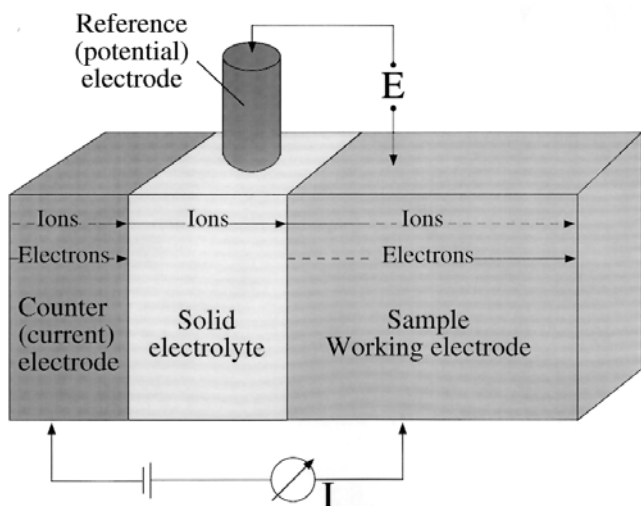 Reference
(potential)
electrode
E
Ions Ions Ions
Electrons Electrons
Counter
(current)
electrode
Solid
electrolyte
Sample
Working electrode
I